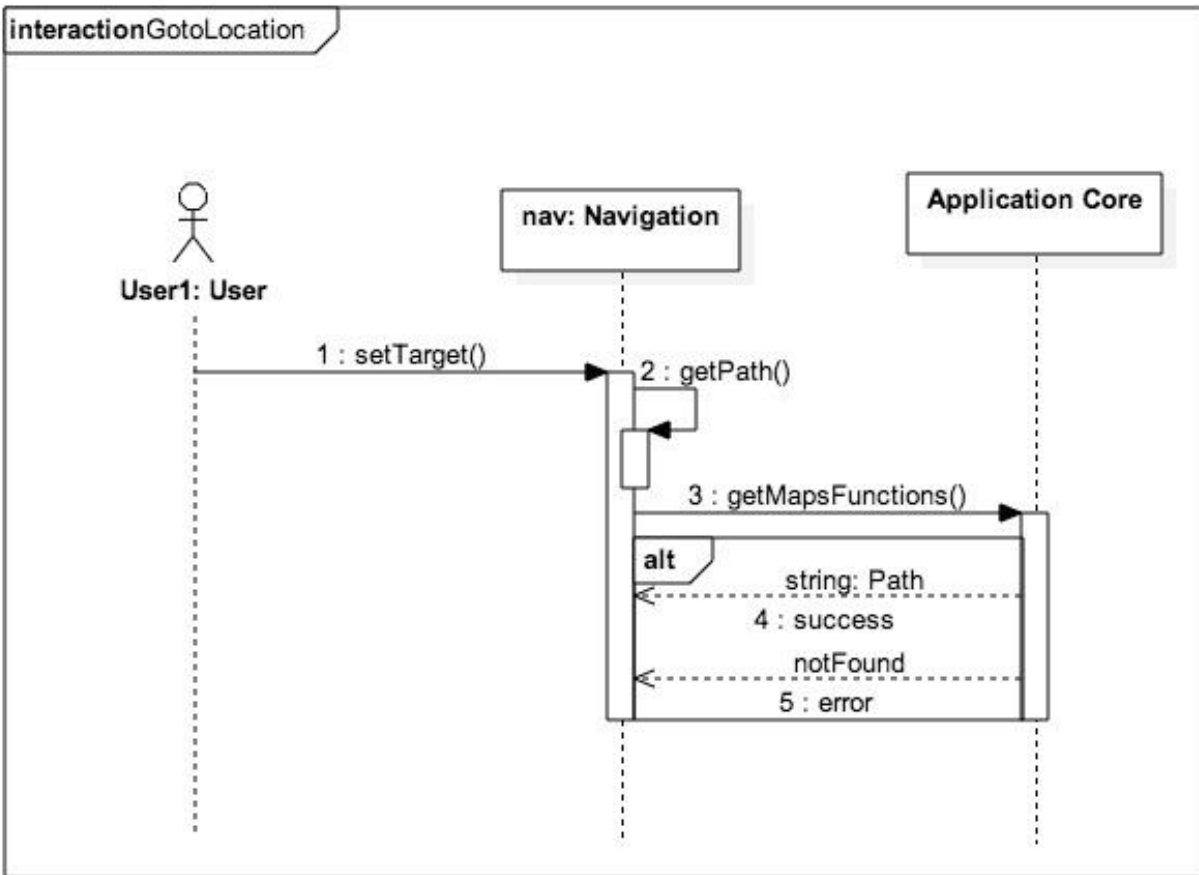 interactionGotoLocation
Application Core
nav: Navigation
User1: User
1 : setTarget()
2 : getPath()
3 : getMapsFunctions()
alt
string: Path
4 : success
notFound
5 : error